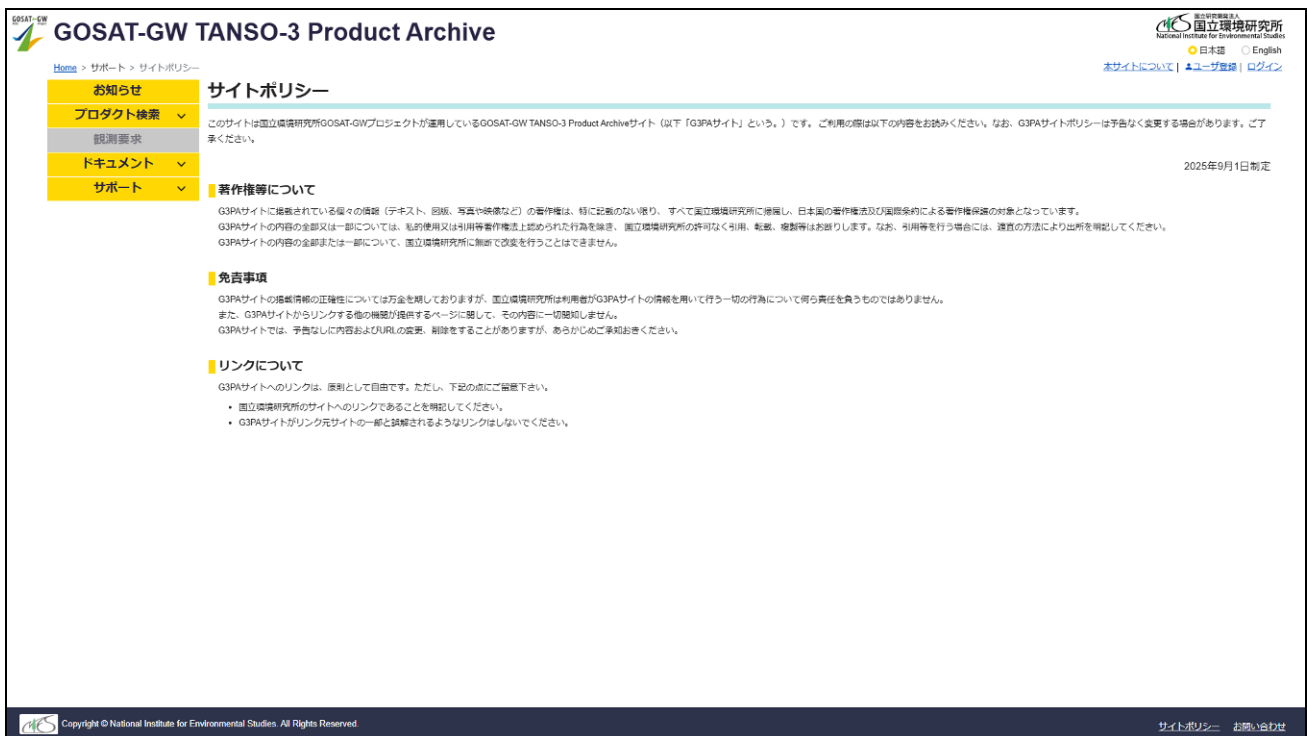 GOSAT-GW
GOSAT-GW TANSO-3 Product Archive
国立研究開発法人
国立環境研究所
National Institute for Environmental Studies
日本語 English
Home > サポート > サイトポリシー
本サイトについて | ユーザ登録 | ログイン
お知らせ
プロダクト検索
観測要求
ドキュメント
サポート
サイトポリシー
このサイトは国立環境研究所GOSAT-GWプロジェクトが運用しているGOSAT-GW TANSO-3 Product Archiveサイト（以下「G3PAサイト」という。）です。ご利用の際は以下の内容をお読みください。なお、G3PAサイトポリシーは予告なく変更する場合があります。ご了
承ください。
2025年9月1日制定
著作権等について
G3PAサイトに掲載されている個々の情報（テキスト、図版、写真や映像など）の著作権は、特に記載のない限り、 すべて国立環境研究所に帰属し、日本国の著作権法及び国際条約による著作権保護の対象となっています。
G3PAサイトの内容の全部又は一部については、私的使用又は引用等著作権法上認められた行為を除き、 国立環境研究所の許可なく引用、転載、複製等はお断りします。なお、引用等を行う場合には、適宜の方法により出所を明記してください。
G3PAサイトの内容の全部または一部について、国立環境研究所に無断で改変を行うことはできません。
免責事項
G3PAサイトの掲載情報の正確性については万全を期しておりますが、国立環境研究所は利用者がG3PAサイトの情報を用いて行う一切の行為について何ら責任を負うものではありません。
また、G3PAサイトからリンクする他の機関が提供するページに関して、その内容に一切関知しません。
G3PAサイトでは、予告なしに内容およびURLの変更、削除をすることがありますが、あらかじめご承知おきください。
リンクについて
G3PAサイトへのリンクは、原則として自由です。ただし、下記の点にご留意下さい。
• 国立環境研究所のサイトへのリンクであることを明記してください。
• G3PAサイトがリンク元サイトの一部と誤解されるようなリンクはしないでください。
NIES Copyright © National Institute for Environmental Studies. All Rights Reserved.
サイトポリシー お問い合わせ